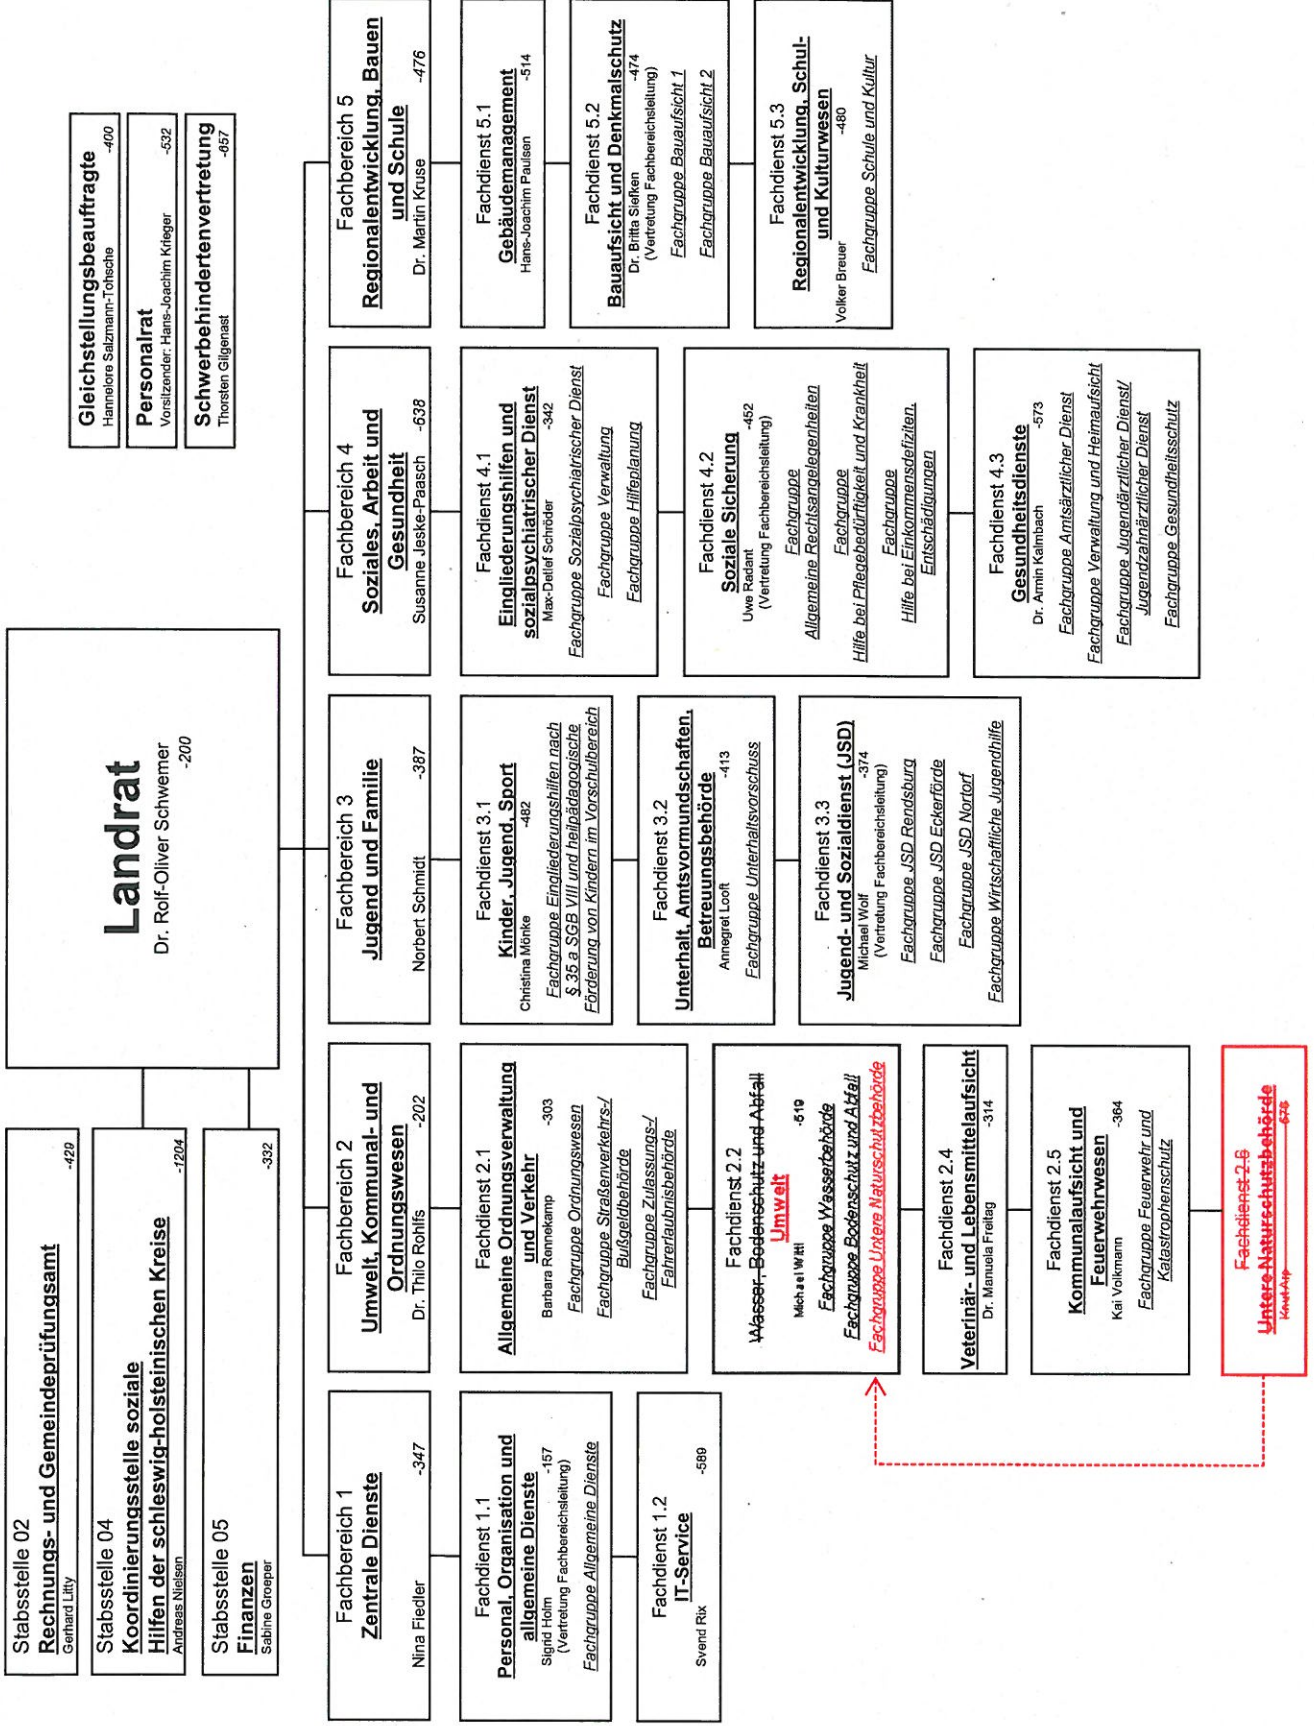 Stabsstelle 02
Rechnungs- und Gemeindeprüfungsamt
Gerhard Litty -429
Stabsstelle 04
Koordinierungsstelle soziale
Hilfen der schleswig-holsteinischen Kreise
Andreas Nielsen -1204
Stabsstelle 05
Finanzen
Sabine Groeper -332
Landrat
Dr. Rolf-Oliver Schwemer
-200
Gleichstellungsbeauftragte
Hannelore Salzmann-Tohsche -400
Personalrat
Vorsitzender: Hans-Joachim Krieger -532
Schwerbehindertenvertretung
Thorsten Gilgenast -657
Fachbereich 1
Zentrale Dienste
Nina Fiedler -347
Fachdienst 1.1
Personal, Organisation und
allgemeine Dienste
Sigrid Holm -157
(Vertretung Fachbereichsleitung)
Fachgruppe Allgemeine Dienste
Fachdienst 1.2
IT-Service
Svend Rix -589
Fachbereich 2
Umwelt, Kommunal- und
Ordnungswesen
Dr. Thilo Rohlfs -202
Fachdienst 2.1
Allgemeine Ordnungsverwaltung
und Verkehr
Barbara Rennekamp -303
Fachgruppe Ordnungswesen
Fachgruppe Straßenverkehrs-/
Bußgeldbehörde
Fachgruppe Zulassungs-/
Fahrerlaubnisbehörde
Fachdienst 2.2
Wasser, Bodenschutz und Abfall
Umwelt
Michael Wittl -519
Fachgruppe Wasserbehörde
Fachgruppe Bodenschutz und Abfall
Fachgruppe Untere Naturschutzbehörde
Fachdienst 2.4
Veterinär- und Lebensmittelaufsicht
Dr. Manuela Freitag -314
Fachdienst 2.5
Kommunalaufsicht und
Feuerwehrwesen
Kai Volkmann -364
Fachgruppe Feuerwehr und
Katastrophenschutz
Fachdienst 2.6
Untere Naturschutzbehörde
Knut Arp -676
Fachbereich 3
Jugend und Familie
Norbert Schmidt -387
Fachdienst 3.1
Kinder, Jugend, Sport
Christina Mönke -482
Fachgruppe Eingliederungshilfen nach
§ 35 a SGB VIII und heilpädagogische
Förderung von Kindern im Vorschulbereich
Fachdienst 3.2
Unterhalt, Amtsvormundschaften,
Betreuungsbehörde
Annegret Looft -413
Fachgruppe Unterhaltsvorschuss
Fachdienst 3.3
Jugend- und Sozialdienst (JSD)
Michael Wolf -374
(Vertretung Fachbereichsleitung)
Fachgruppe JSD Rendsburg
Fachgruppe JSD Eckerförde
Fachgruppe JSD Nortorf
Fachgruppe Wirtschaftliche Jugendhilfe
Fachbereich 4
Soziales, Arbeit und
Gesundheit
Susanne Jeske-Paasch -638
Fachdienst 4.1
Eingliederungshilfen und
sozialpsychiatrischer Dienst
Max-Detlef Schröder -342
Fachgruppe Sozialpsychiatrischer Dienst
Fachgruppe Verwaltung
Fachgruppe Hilfeplanung
Fachdienst 4.2
Soziale Sicherung
Uwe Radant -452
(Vertretung Fachbereichsleitung)
Fachgruppe
Allgemeine Rechtsangelegenheiten
Fachgruppe
Hilfe bei Pflegebedürftigkeit und Krankheit
Fachgruppe
Hilfe bei Einkommensdefiziten,
Entschädigungen
Fachdienst 4.3
Gesundheitsdienste
Dr. Armin Kalmbach -573
Fachgruppe Amtsärztlicher Dienst
Fachgruppe Verwaltung und Heimaufsicht
Fachgruppe Jugendärztlicher Dienst/
Jugendzahnärztlicher Dienst
Fachgruppe Gesundheitsschutz
Fachbereich 5
Regionalentwicklung, Bauen
und Schule
Dr. Martin Kruse -476
Fachdienst 5.1
Gebäudemanagement
Hans-Joachim Paulsen -514
Fachdienst 5.2
Bauaufsicht und Denkmalschutz
Dr. Britta Siefken -474
(Vertretung Fachbereichsleitung)
Fachgruppe Bauaufsicht 1
Fachgruppe Bauaufsicht 2
Fachdienst 5.3
Regionalentwicklung, Schul-
und Kulturwesen
Volker Breuer -480
Fachgruppe Schule und Kultur